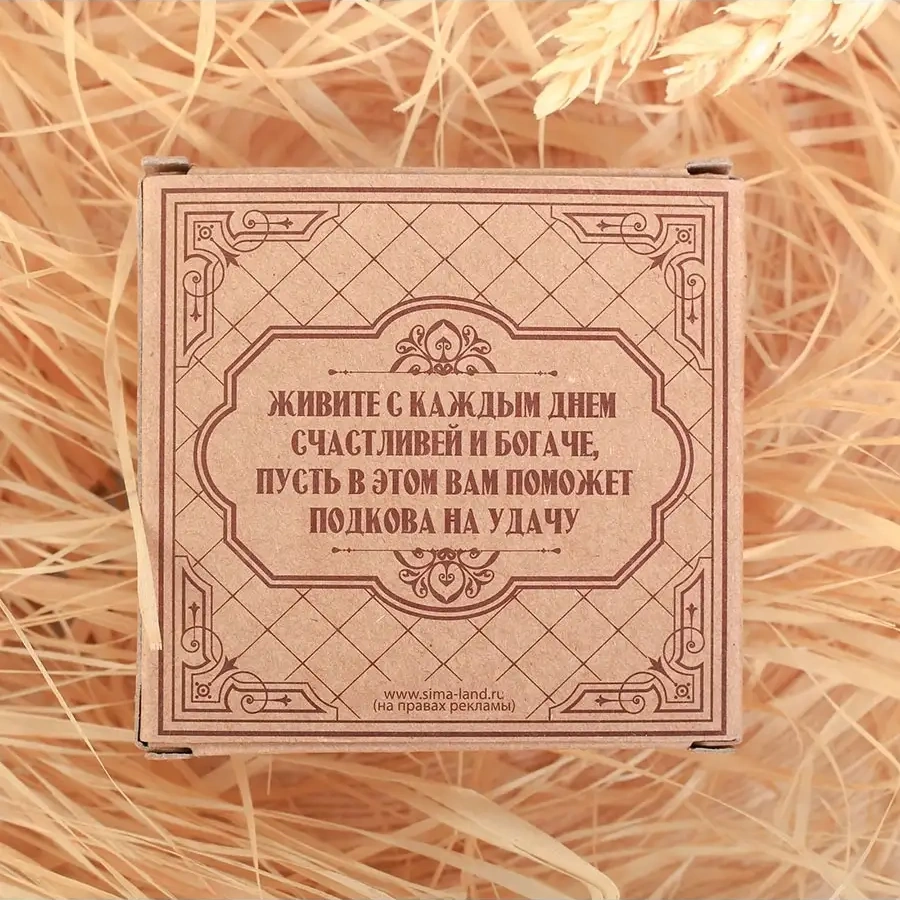 ЖИВИТЕ С КАЖДЫМ ДНЕМ
СЧАСТЛИВЕЙ И БОГАЧЕ,
ПУСТЬ В ЭТОМ ВАМ ПОМОЖЕТ
ПОДКОВА НА УДАЧУ
www.sima-land.ru
(на правах рекламы)